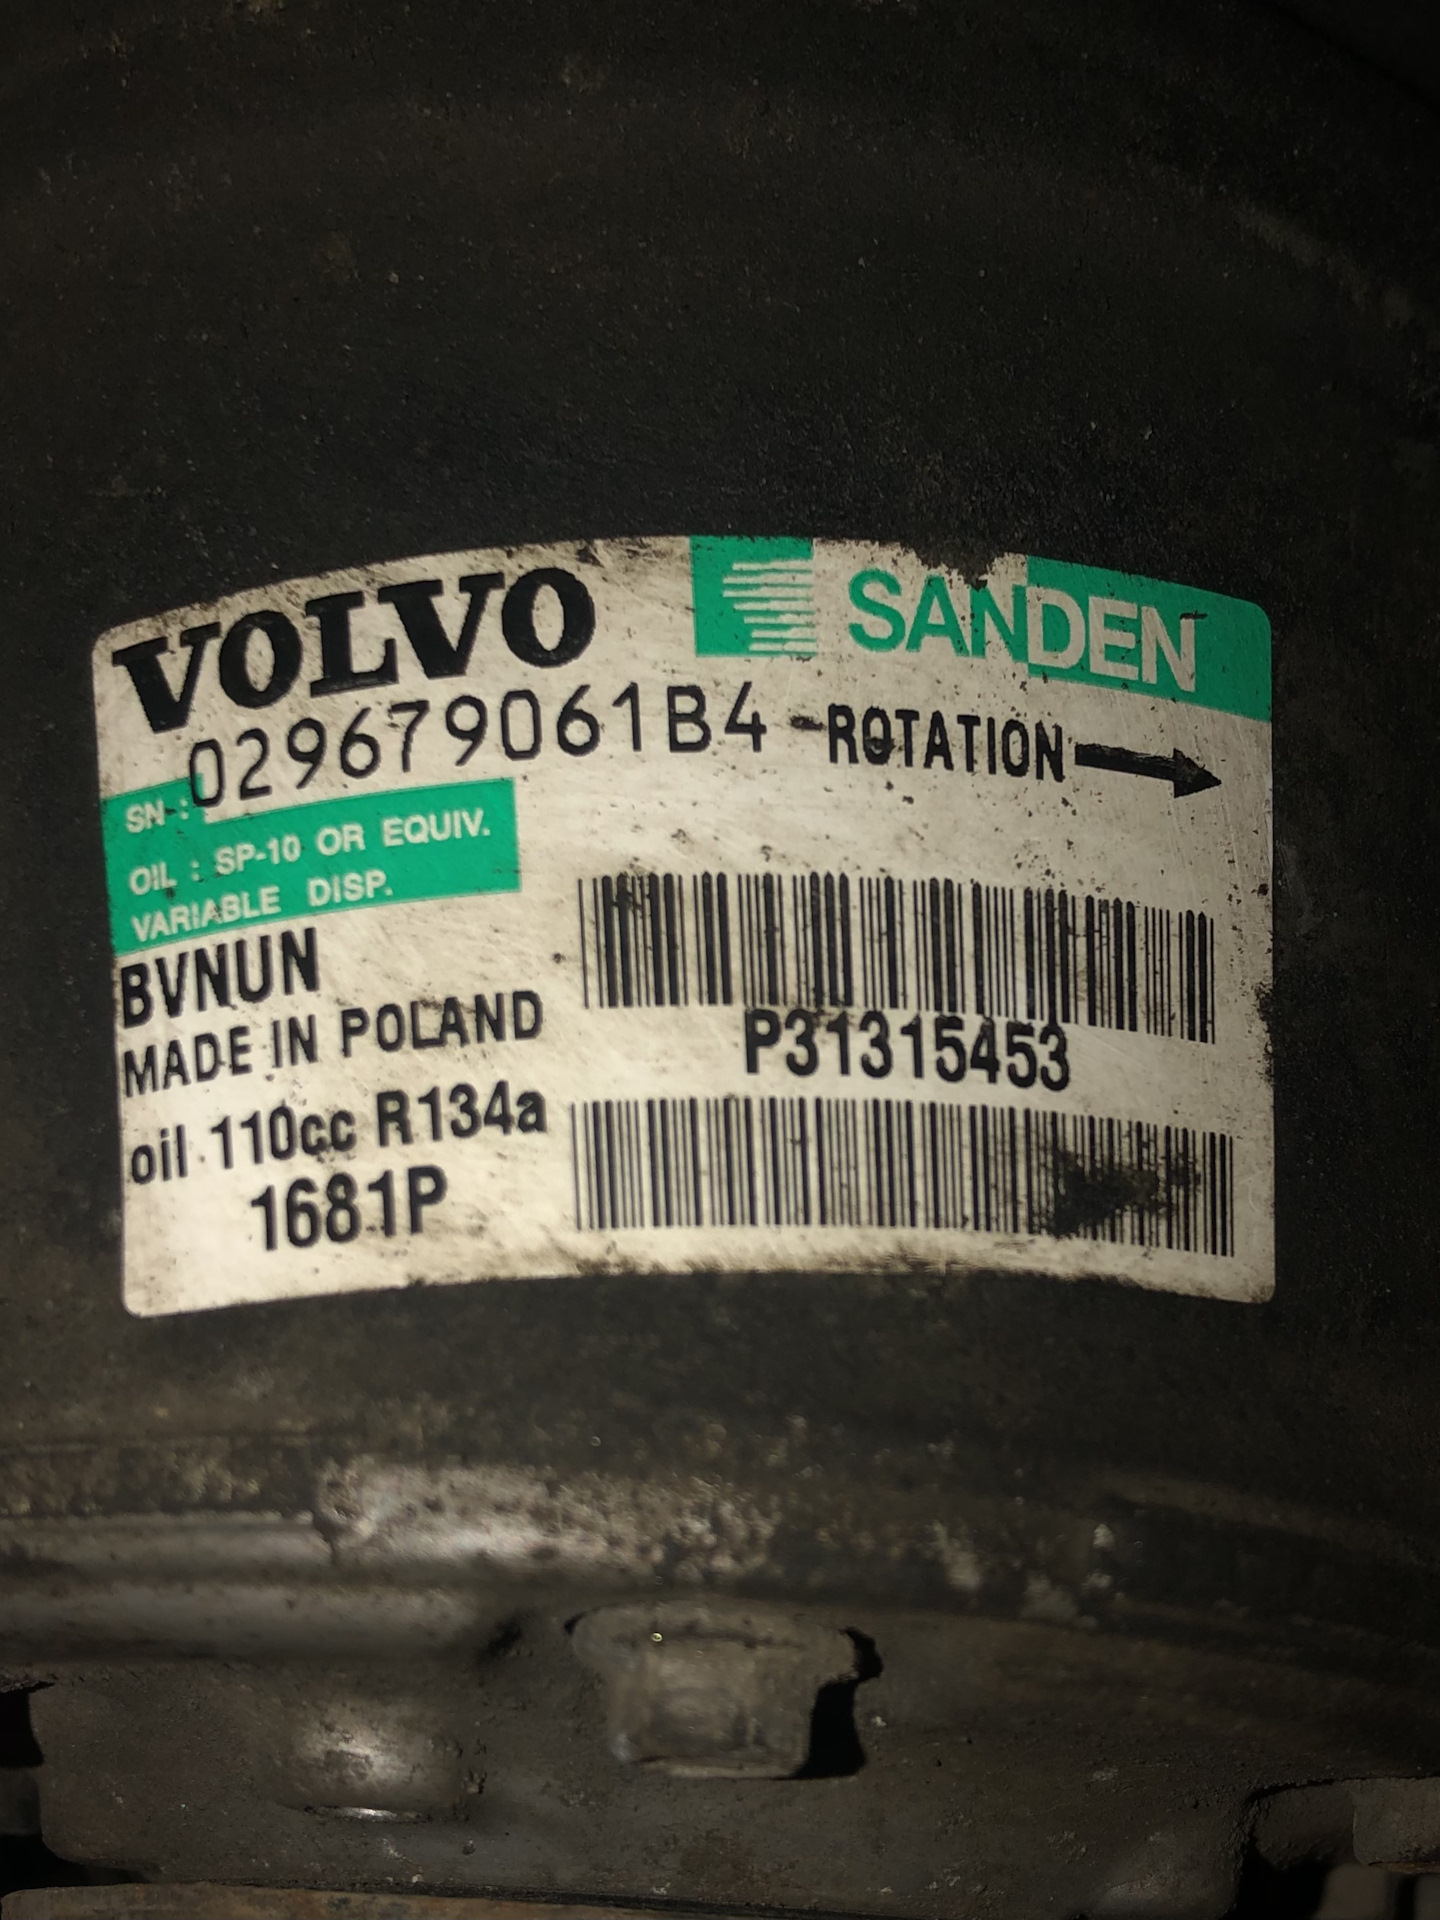 VOLVO
SANDEN
SN : 029679061B4
ROTATION
OIL : SP-10 OR EQUIV.
VARIABLE DISP.
BVNUN
MADE IN POLAND
P31315453
oil 110cc R134a
1681P